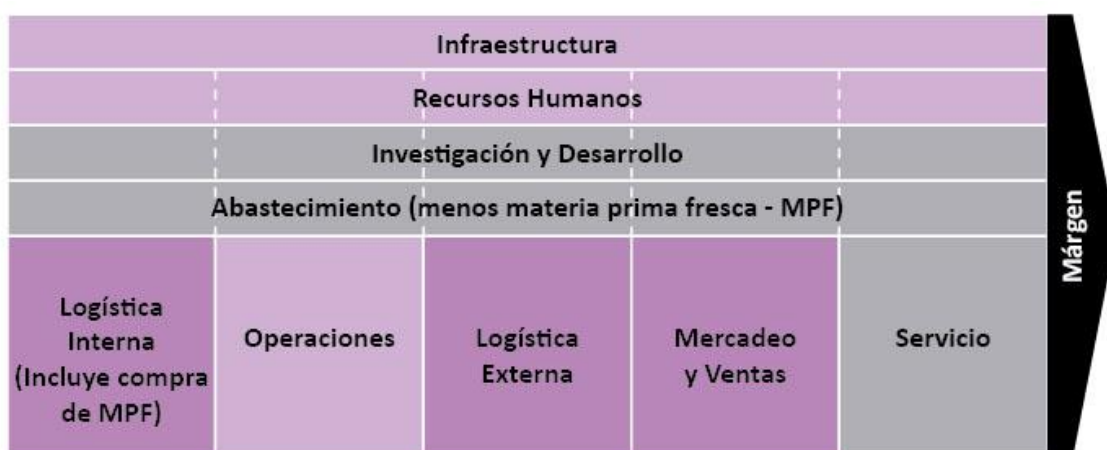 Infraestructura
Recursos Humanos
Investigación y Desarrollo
Abastecimiento (menos materia prima fresca - MPF)
Logística
Interna
(Incluye compra
de MPF)
Operaciones
Logística
Externa
Mercadeo
y Ventas
Servicio
Márgen